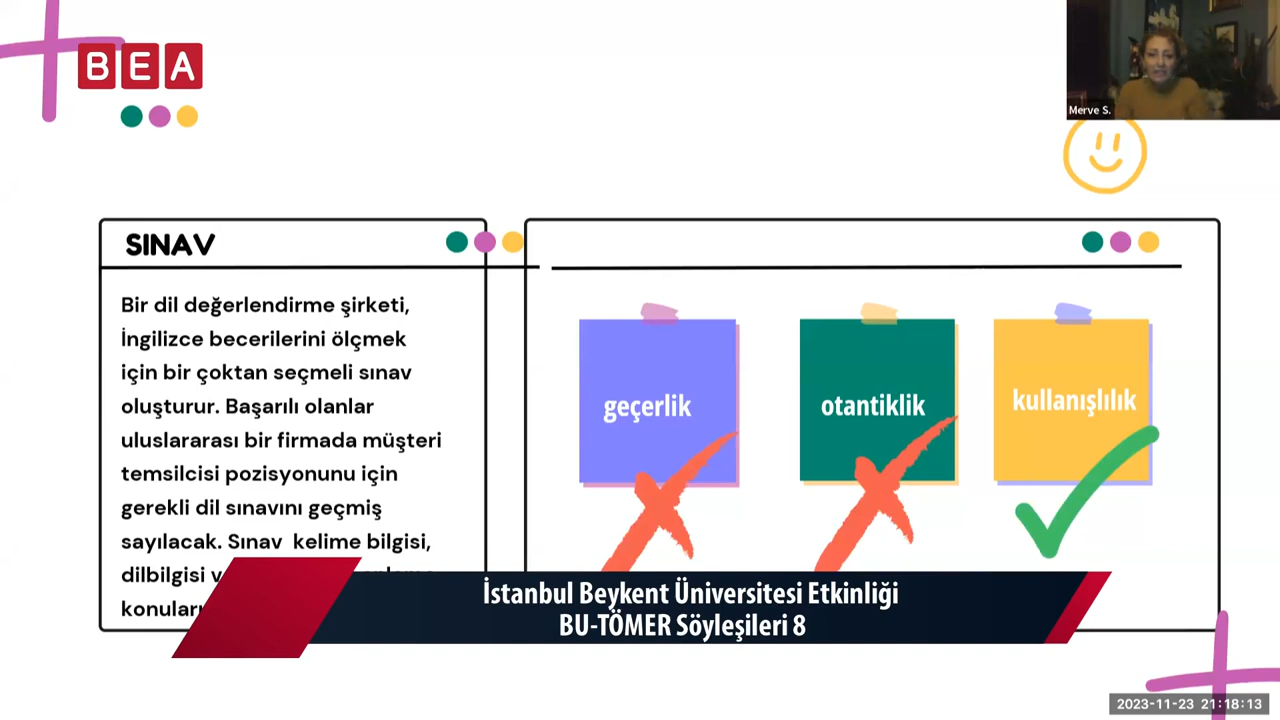 BEA
Merve S.
SINAV
Bir dil değerlendirme şirketi,
İngilizce becerilerini ölçmek
için bir çoktan seçmeli sınav
oluşturur. Başarılı olanlar
uluslararası bir firmada müşteri
temsilcisi pozisyonunu için
gerekli dil sınavını geçmiş
sayılacak. Sınav kelime bilgisi,
dilbilgisi
geçerlik
otantiklik
kullanışlılık
İstanbul Beykent Üniversitesi Etkinliği
BU-TÖMER Söyleşileri 8
2023-11-23 21:18:13